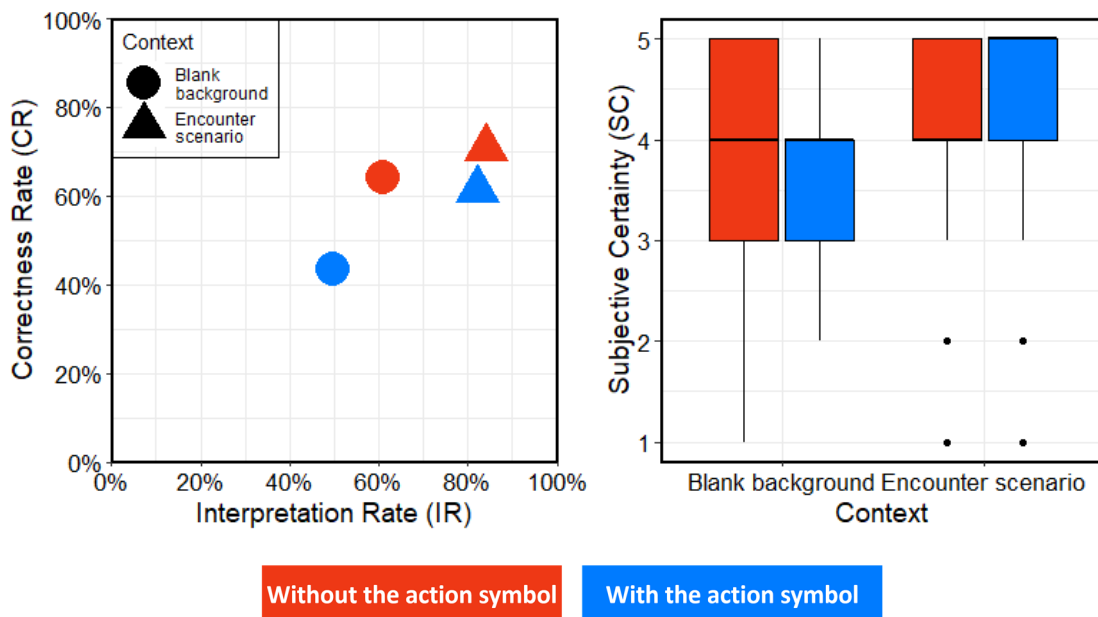 100%
80%
60%
40%
20%
0%
Correctness Rate (CR)
Context
Blank
background
Encounter
scenario
0%
20%
40%
60%
80%
100%
Interpretation Rate (IR)
5
4
3
2
1
Subjective Certainty (SC)
Blank background
Encounter scenario
Context
Without the action symbol
With the action symbol